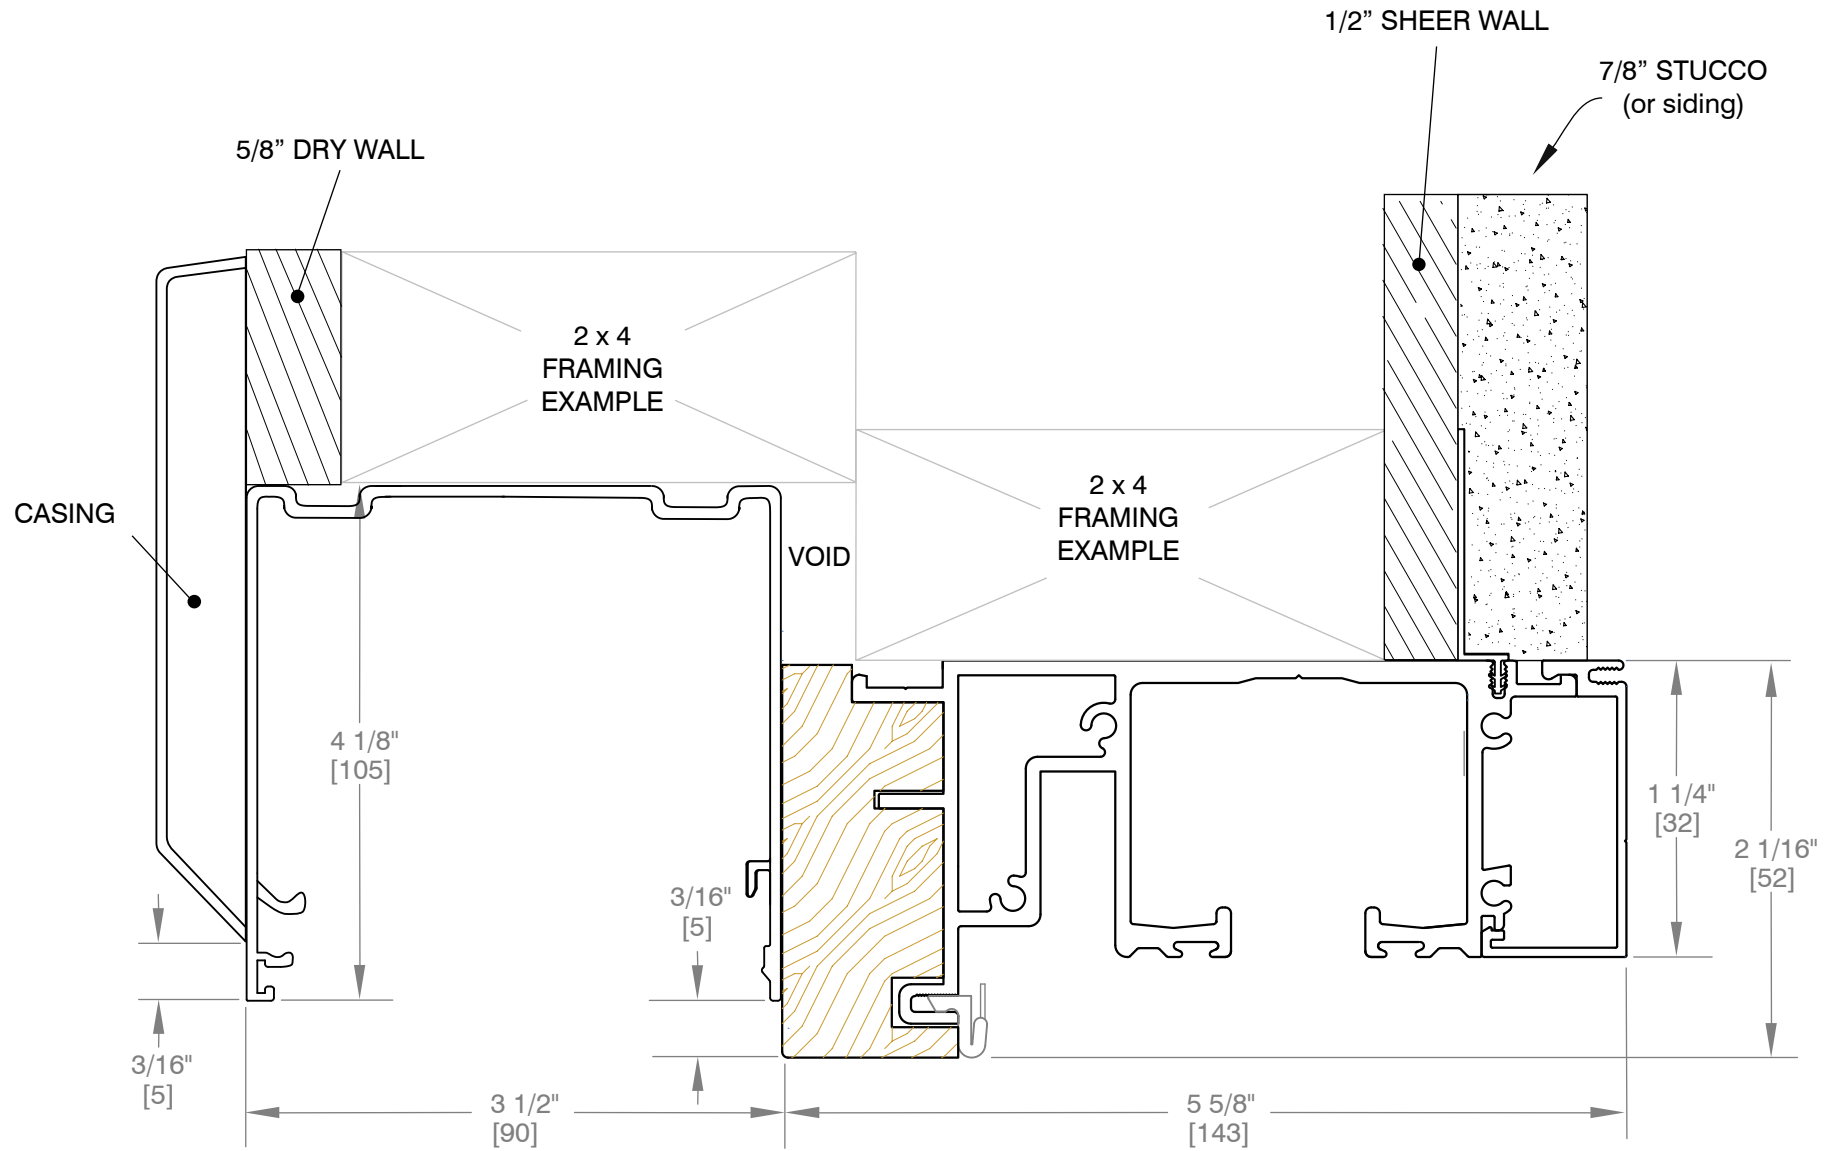 1/2” SHEER WALL
7/8” STUCCO
(or siding)
5/8” DRY WALL
2 x 4
FRAMING
EXAMPLE
2 x 4
FRAMING
EXAMPLE
CASING
VOID
4 1/8"
[105]
1 1/4"
[32]
2 1/16"
[52]
3/16"
[5]
3/16"
[5]
3 1/2"
[90]
5 5/8"
[143]